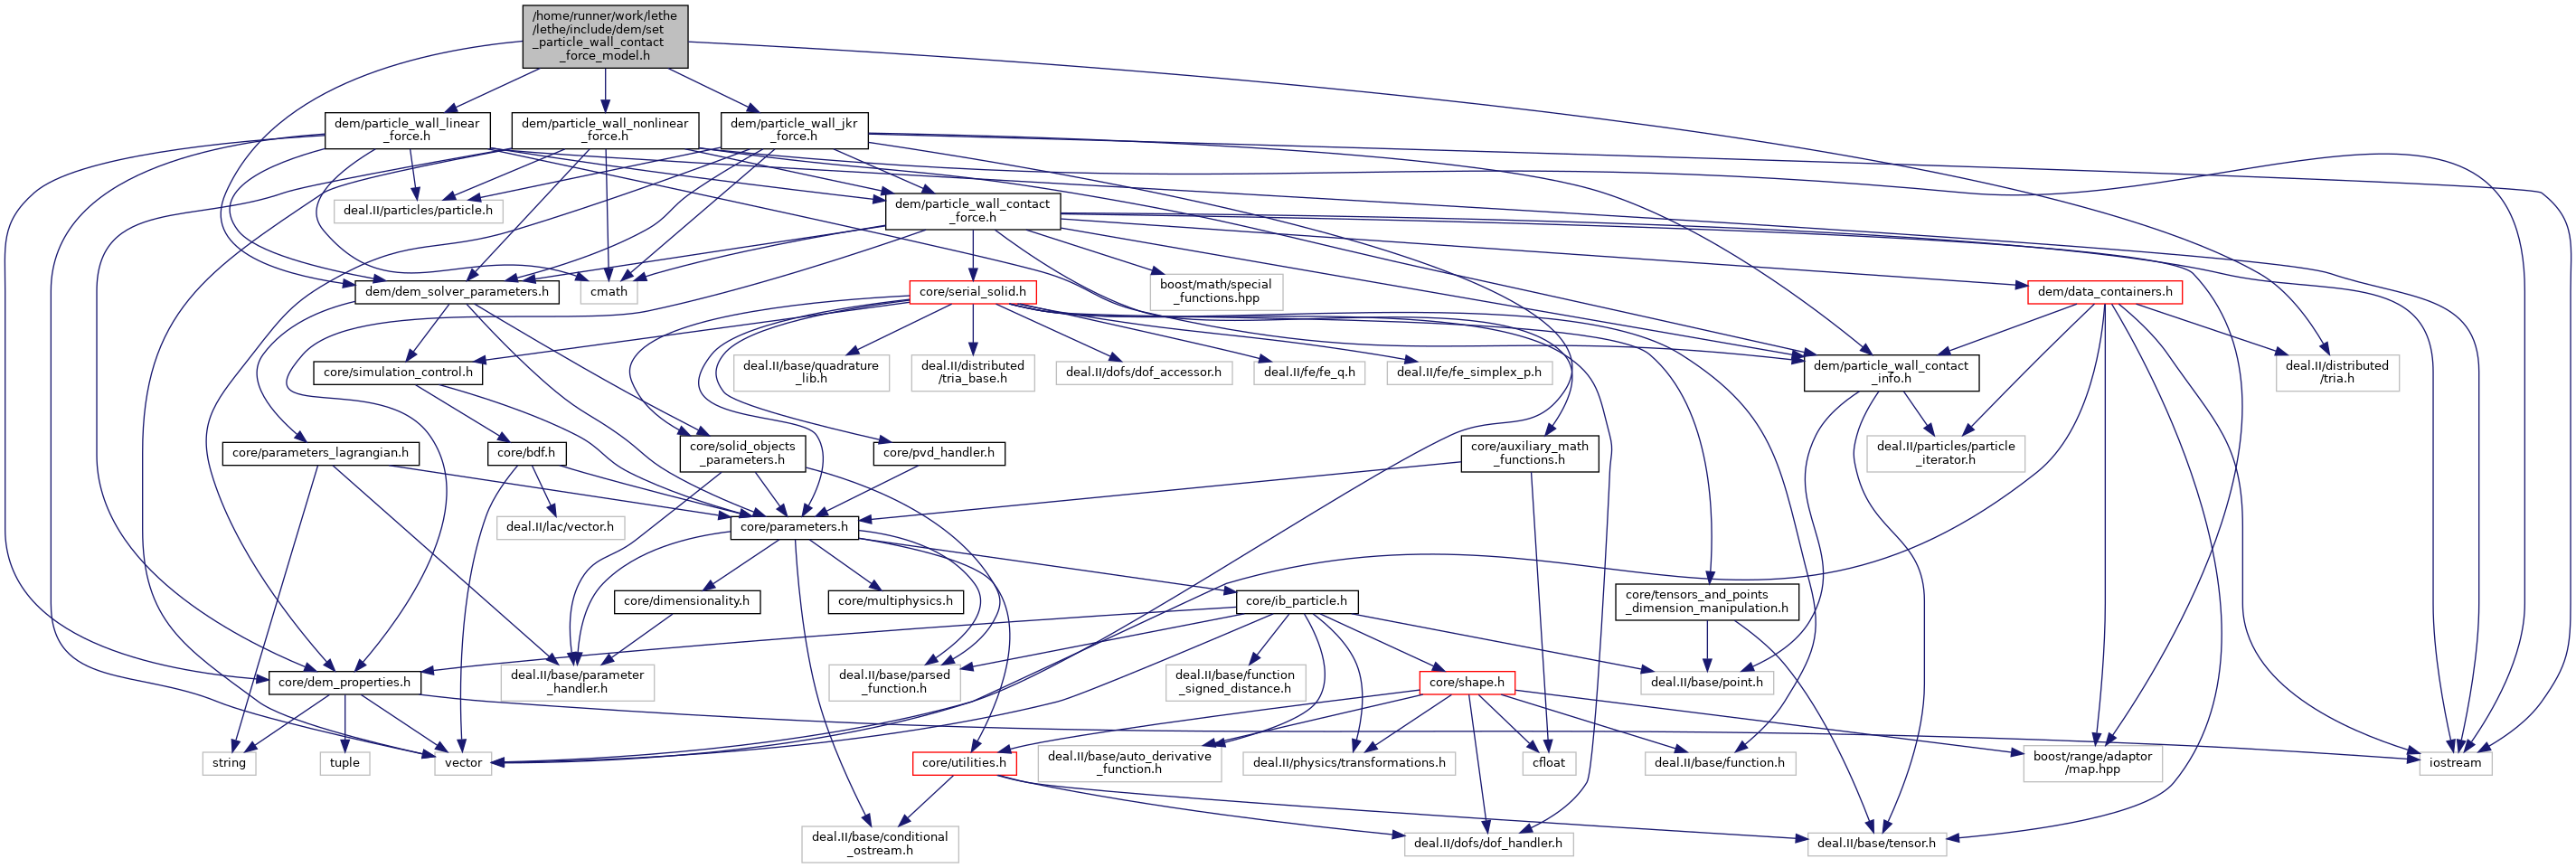 /home/runner/work/lethe
/lethe/include/dem/set
_particle_wall_contact
_force_model.h
dem/particle_wall_linear
_force.h
dem/particle_wall_nonlinear
_force.h
dem/particle_wall_jkr
_force.h
deal.II/particles/particle.h
dem/particle_wall_contact
_force.h
dem/dem_solver_parameters.h
cmath
core/serial_solid.h
boost/math/special
_functions.hpp
dem/data_containers.h
core/simulation_control.h
deal.II/base/quadrature
_lib.h
deal.II/distributed
/tria_base.h
deal.II/dofs/dof_accessor.h
deal.II/fe/fe_q.h
deal.II/fe/fe_simplex_p.h
dem/particle_wall_contact
_info.h
deal.II/distributed
/tria.h
core/parameters_lagrangian.h
core/bdf.h
core/solid_objects
_parameters.h
core/pvd_handler.h
core/auxiliary_math
_functions.h
deal.II/particles/particle
_iterator.h
deal.II/lac/vector.h
core/parameters.h
core/dimensionality.h
core/multiphysics.h
core/ib_particle.h
core/tensors_and_points
_dimension_manipulation.h
core/dem_properties.h
deal.II/base/parameter
_handler.h
deal.II/base/parsed
_function.h
deal.II/base/function
_signed_distance.h
core/shape.h
deal.II/base/point.h
string
tuple
vector
core/utilities.h
deal.II/base/auto_derivative
_function.h
deal.II/physics/transformations.h
cfloat
deal.II/base/function.h
boost/range/adaptor
/map.hpp
iostream
deal.II/base/conditional
_ostream.h
deal.II/dofs/dof_handler.h
deal.II/base/tensor.h